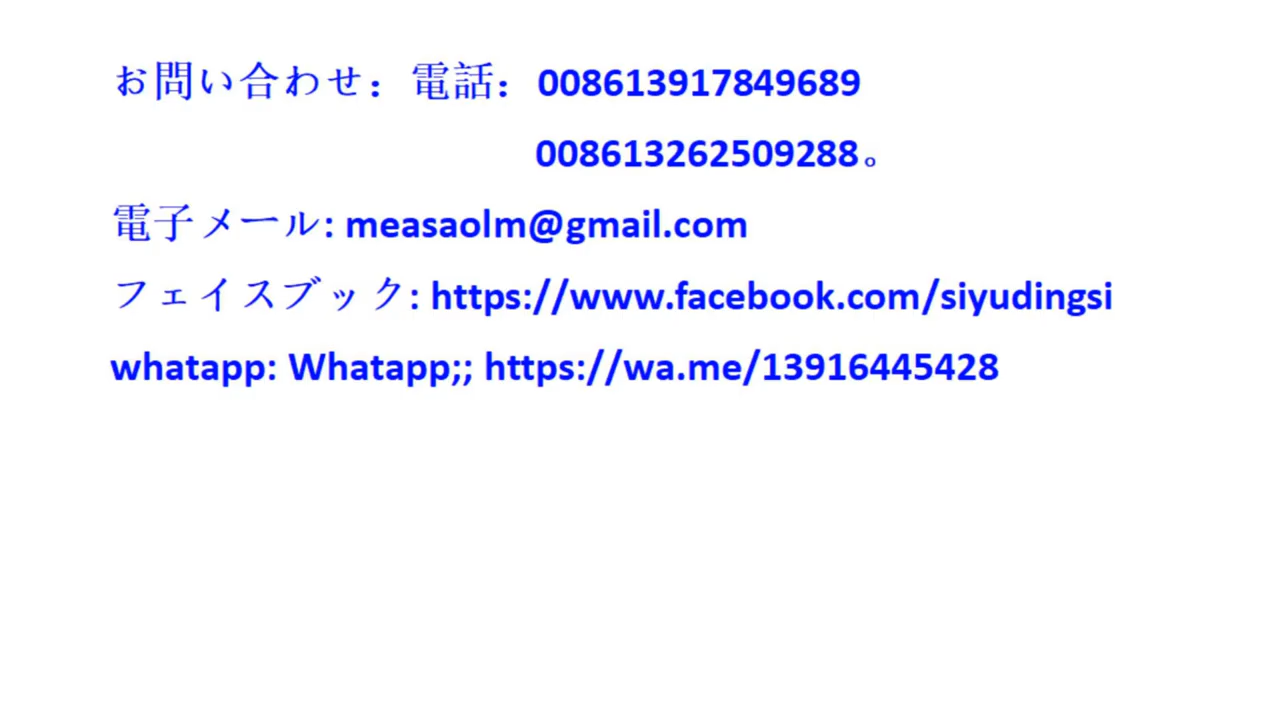 お問い合わせ：電話：008613917849689
008613262509288。
電子メール: measaolm@gmail.com
フェイスブック: https://www.facebook.com/siyudingsi
whatapp: Whatapp;; https://wa.me/13916445428